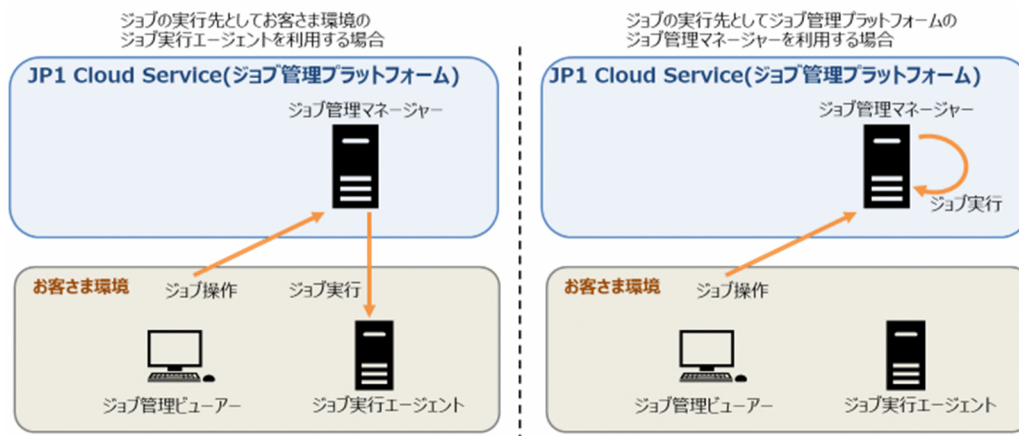 ジョブの実行先としてお客さま環境の
ジョブ実行エージェントを利用する場合
JP1 Cloud Service(ジョブ管理プラットフォーム)
ジョブ管理マネージャー
お客さま環境
ジョブ操作
ジョブ実行
ジョブ管理ビューアー
ジョブ実行エージェント
ジョブの実行先としてジョブ管理プラットフォームの
ジョブ管理マネージャーを利用する場合
JP1 Cloud Service(ジョブ管理プラットフォーム)
ジョブ管理マネージャー
ジョブ実行
お客さま環境
ジョブ操作
ジョブ管理ビューアー
ジョブ実行エージェント